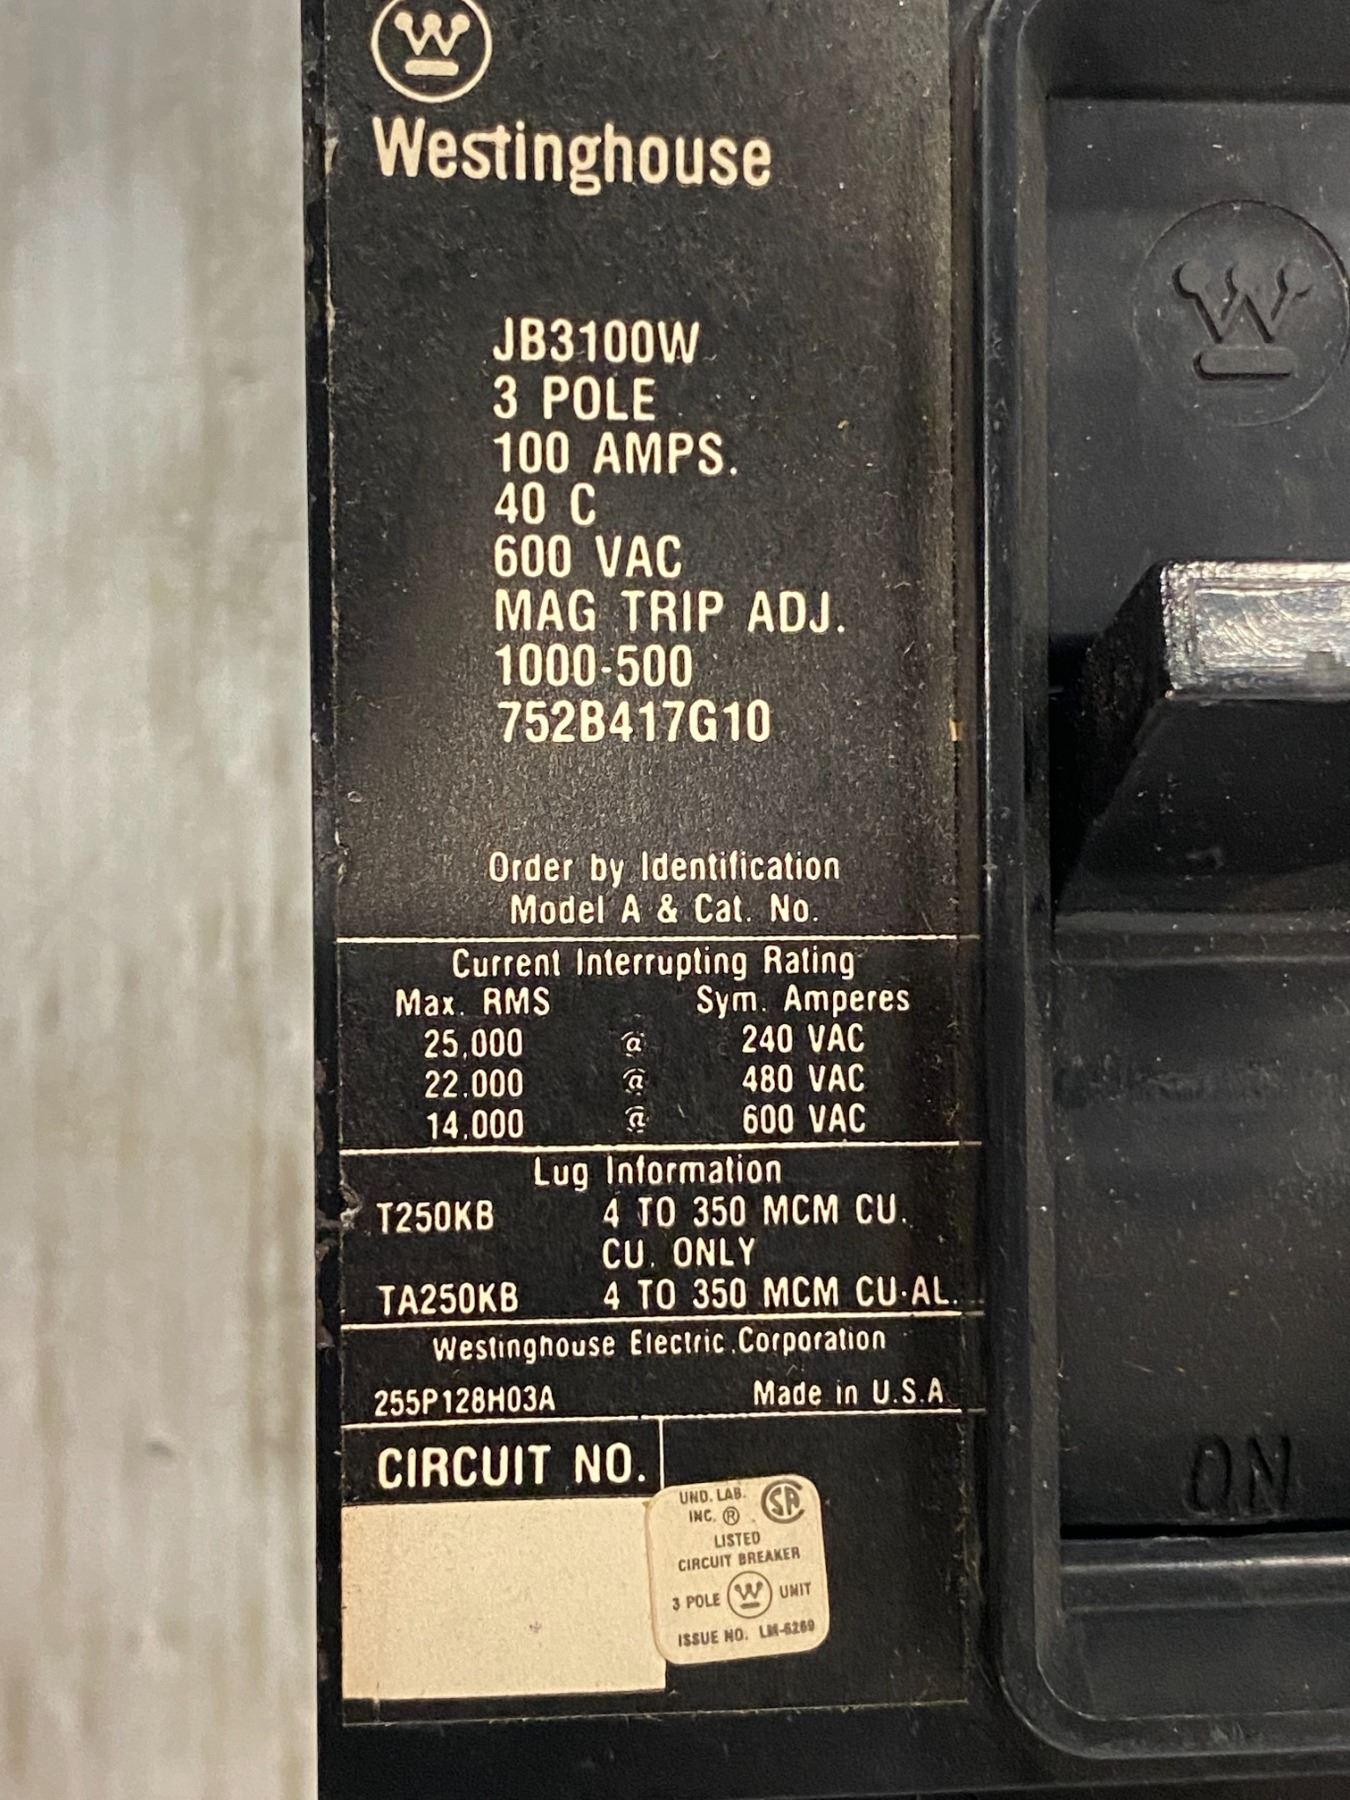 Westinghouse
JB3100W
3 POLE
100 AMPS.
40 C
600 VAC
MAG TRIP ADJ.
1000-500
752B417G10
Order by Identification
Model A & Cat. No.
Current Interrupting Rating
Max. RMS Sym. Amperes
25,000 @ 240 VAC
22,000 @ 480 VAC
14,000 @ 600 VAC
Lug Information
T250KB 4 TO 350 MCM CU.
CU. ONLY
TA250KB 4 TO 350 MCM CU-AL.
Westinghouse Electric Corporation
255P128H03A Made in U.S.A
CIRCUIT NO.
UND. LAB.
INC. ® SA
LISTED
CIRCUIT BREAKER
3 POLE W UNIT
ISSUE NO. LM-6269
ON